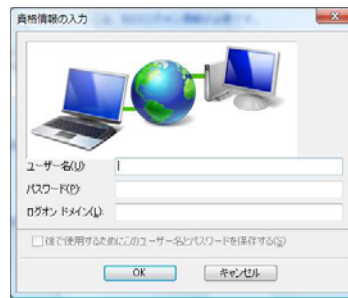 資格情報の入力
ユーザー名(U):
パスワード(P):
ログオン ドメイン(L):
後で使用するためにこのユーザー名とパスワードを保存する(S)
OK
キャンセル